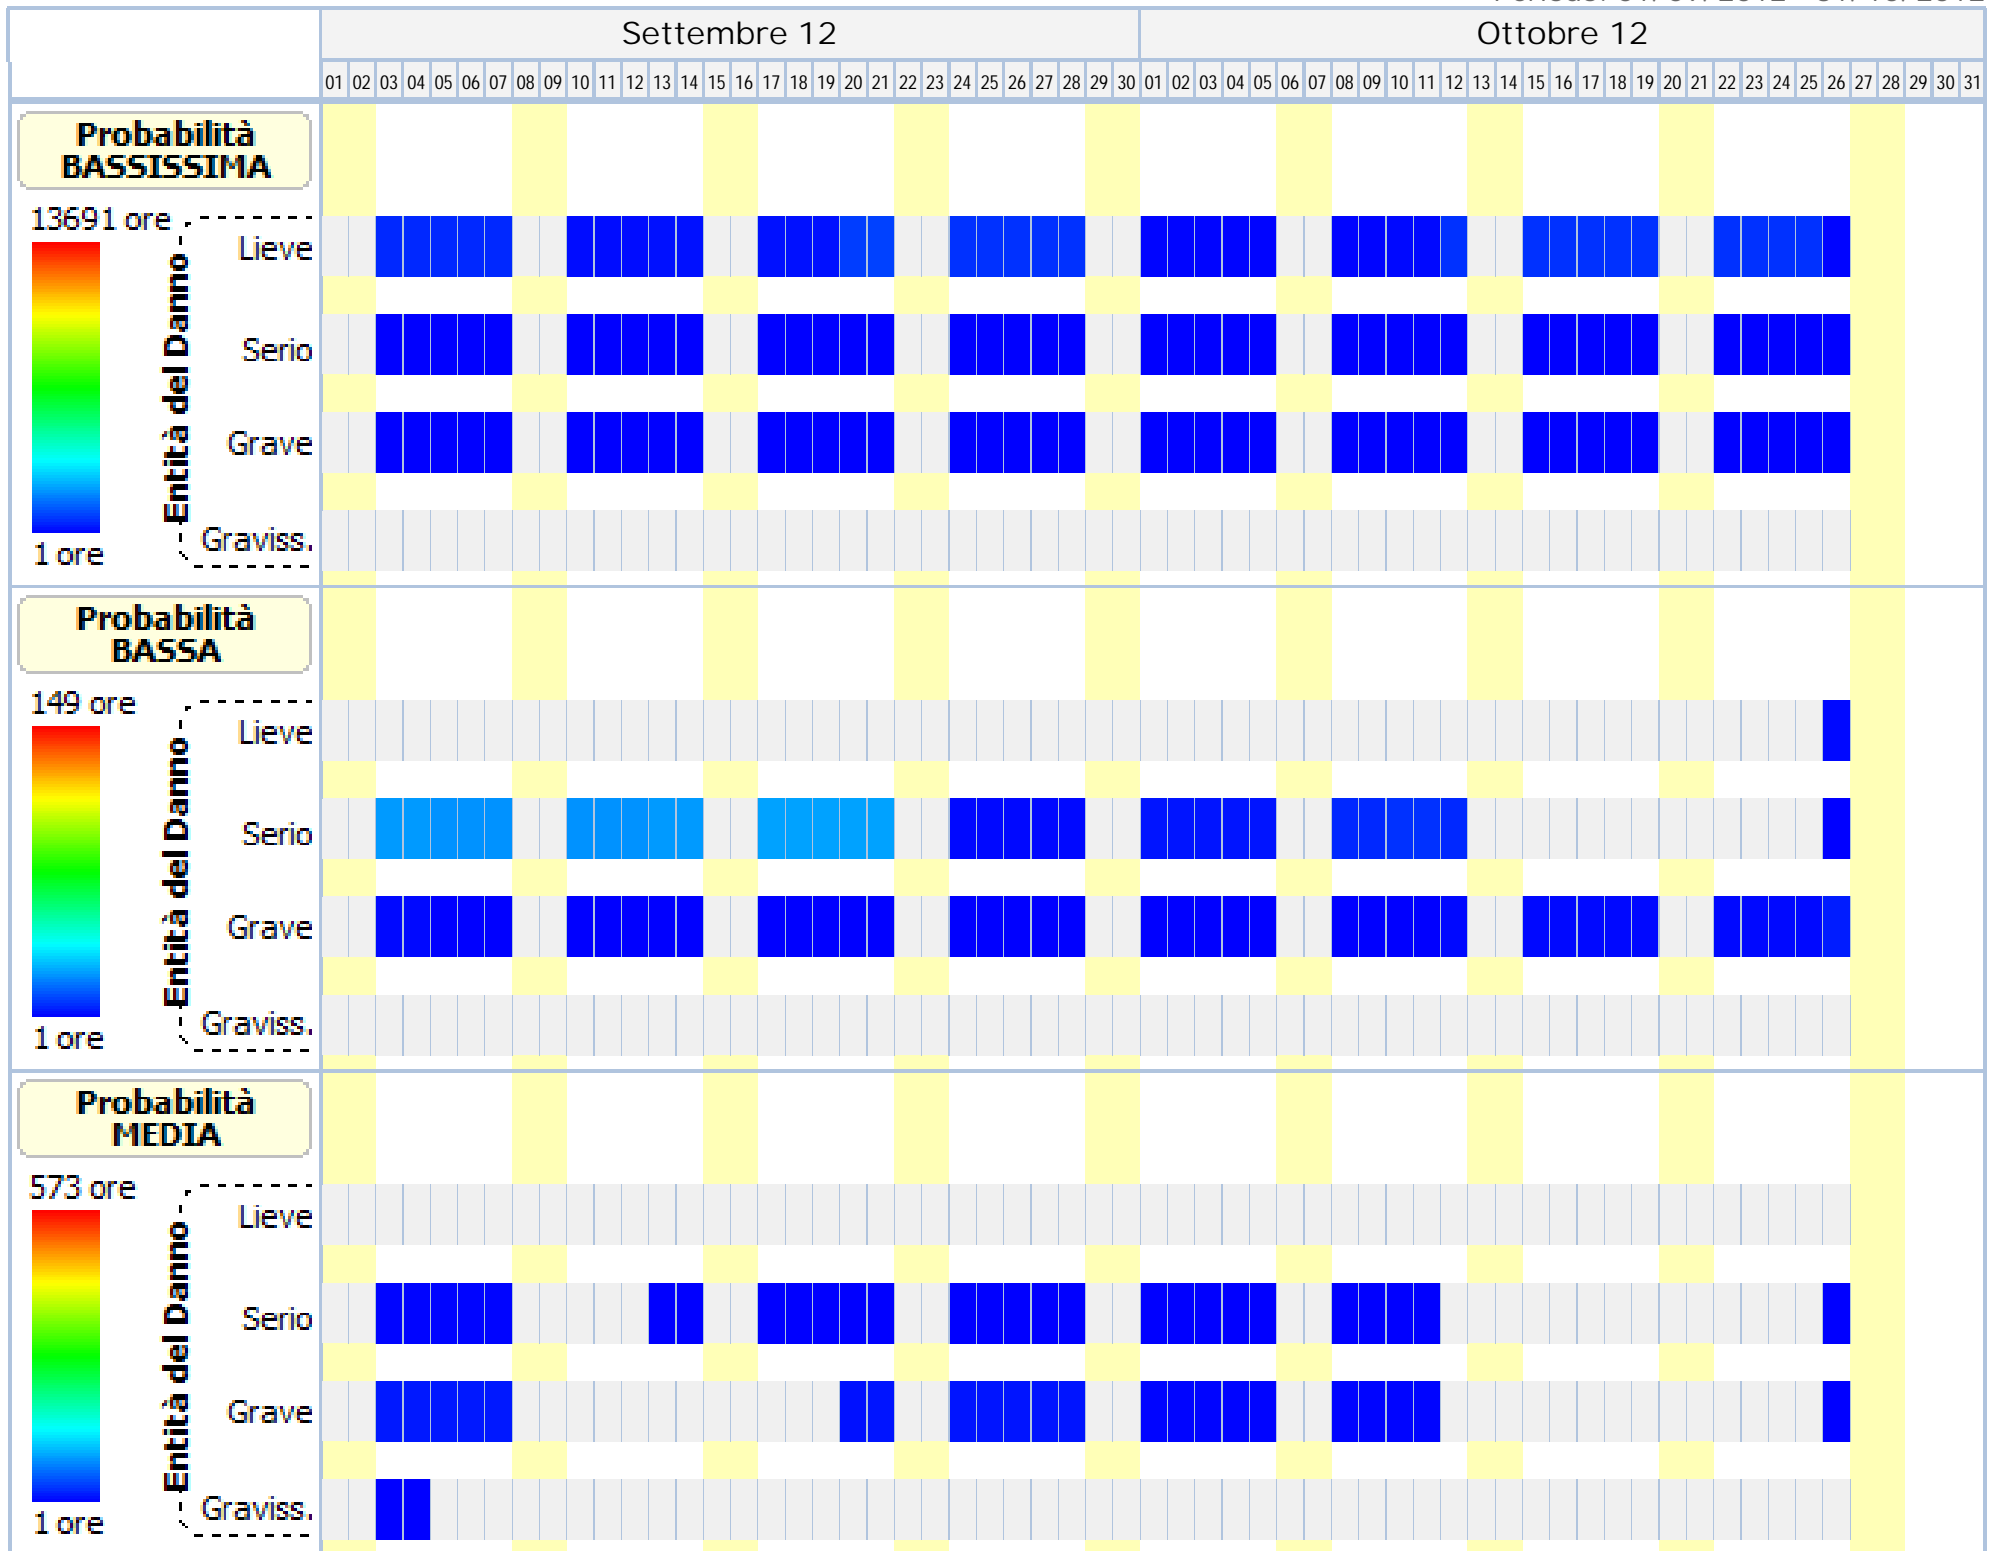 Settembre 12 Ottobre 12
01 02 03 04 05 06 07 08 09 10 11 12 13 14 15 16 17 18 19 20 21 22 23 24 25 26 27 28 29 30 01 02 03 04 05 06 07 08 09 10 11 12 13 14 15 16 17 18 19 20 21 22 23 24 25 26 27 28 29 30 31
Probabilità
BASSISSIMA
13691 ore
Entità del Danno
Lieve
Serio
Grave
Graviss.
1 ore
Probabilità
BASSA
149 ore
Entità del Danno
Lieve
Serio
Grave
Graviss.
1 ore
Probabilità
MEDIA
573 ore
Entità del Danno
Lieve
Serio
Grave
Graviss.
1 ore